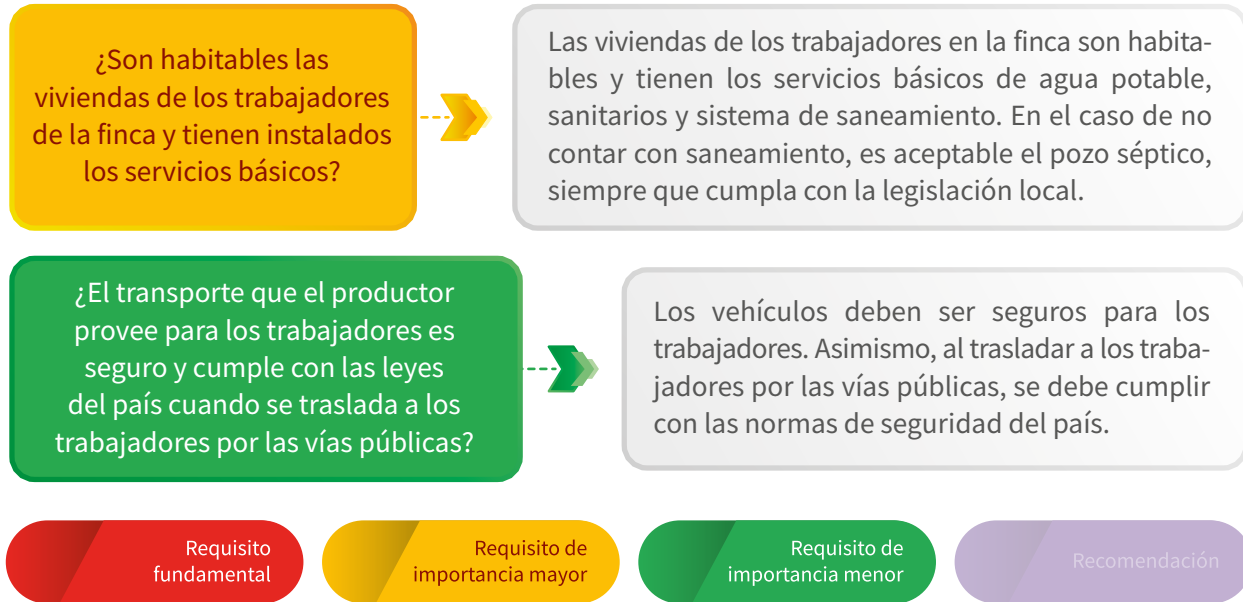 ¿Son habitables las
viviendas de los trabajadores
de la finca y tienen instalados
los servicios básicos?
Las viviendas de los trabajadores en la finca son habita-
bles y tienen los servicios básicos de agua potable,
sanitarios y sistema de saneamiento. En el caso de no
contar con saneamiento, es aceptable el pozo séptico,
siempre que cumpla con la legislación local.
¿El transporte que el productor
provee para los trabajadores es
seguro y cumple con las leyes
del país cuando se traslada a los
trabajadores por las vías públicas?
Los vehículos deben ser seguros para los
trabajadores. Asimismo, al trasladar a los traba-
jadores por las vías públicas, se debe cumplir
con las normas de seguridad del país.
Requisito
fundamental
Requisito de
importancia mayor
Requisito de
importancia menor
Recomendación